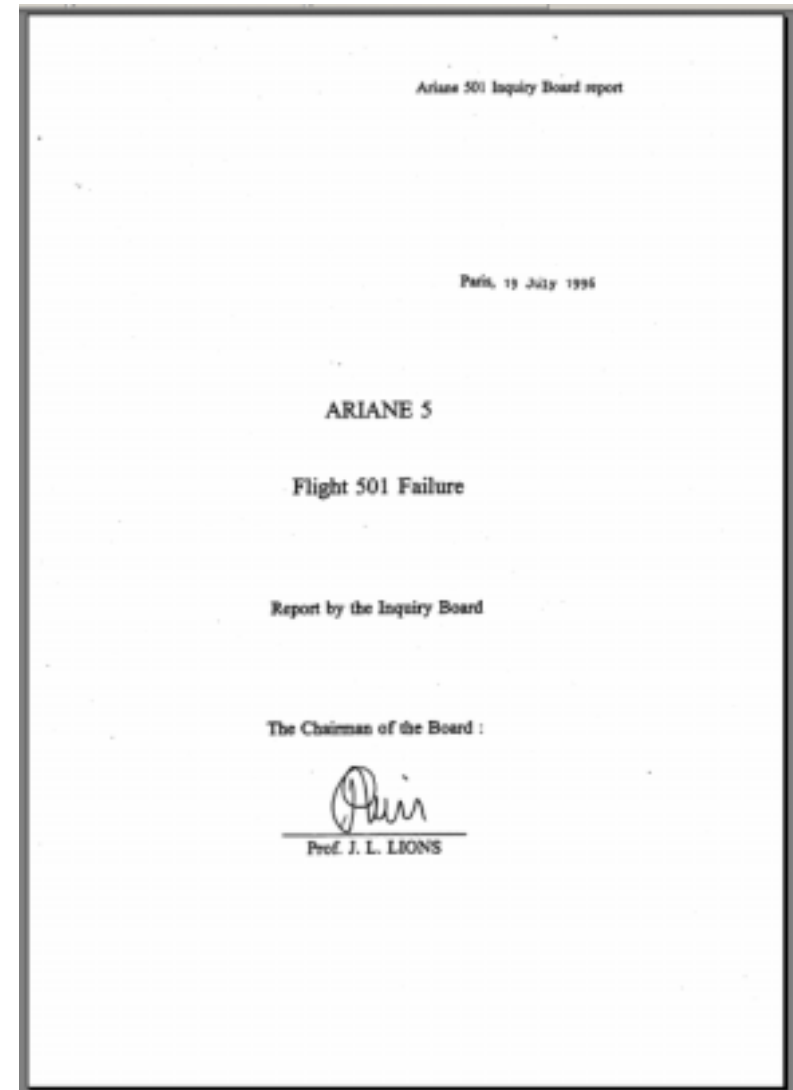 Ariane 501 Inquiry Board report
Paris, 19 July 1996
ARIANE 5
Flight 501 Failure
Report by the Inquiry Board
The Chairman of the Board :
Prof. J. L. LIONS